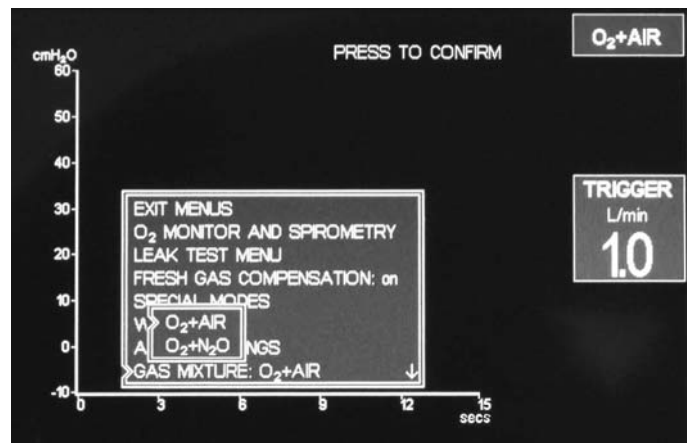 PRESS TO CONFIRM
O₂+AIR
cmH₂O
60
50
40
30
20
10
0
-10
0
3
6
9
12
15
secs
EXIT MENUS
O₂ MONITOR AND SPIROMETRY
LEAK TEST MENU
FRESH GAS COMPENSATION: on
SPECIAL MODES
O₂+AIR
O₂+N₂O
GAS MIXTURE: O₂+AIR
TRIGGER
L/min
1.0